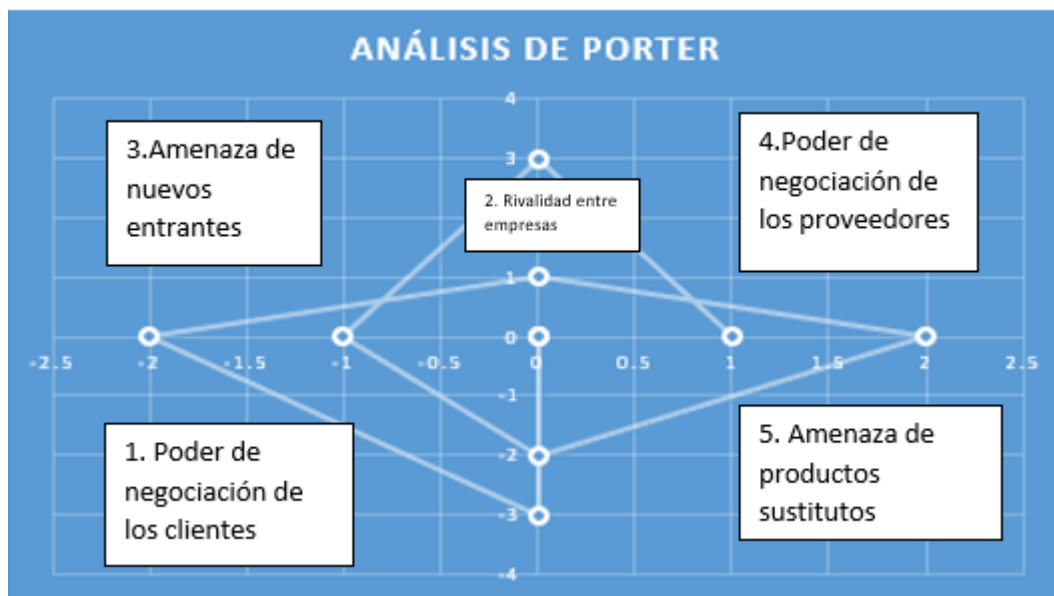 ANÁLISIS DE PORTER
4
3.Amenaza de
nuevos
entrantes
3
2. Rivalidad entre
empresas
4.Poder de
negociación de
los proveedores
1
0
-2.5 -2 -1.5 -1 -0.5 0 0.5 1 1.5 2 2.5
-1
1. Poder de
negociación de
los clientes
-2
-3
5. Amenaza de
productos
sustitutos
-4